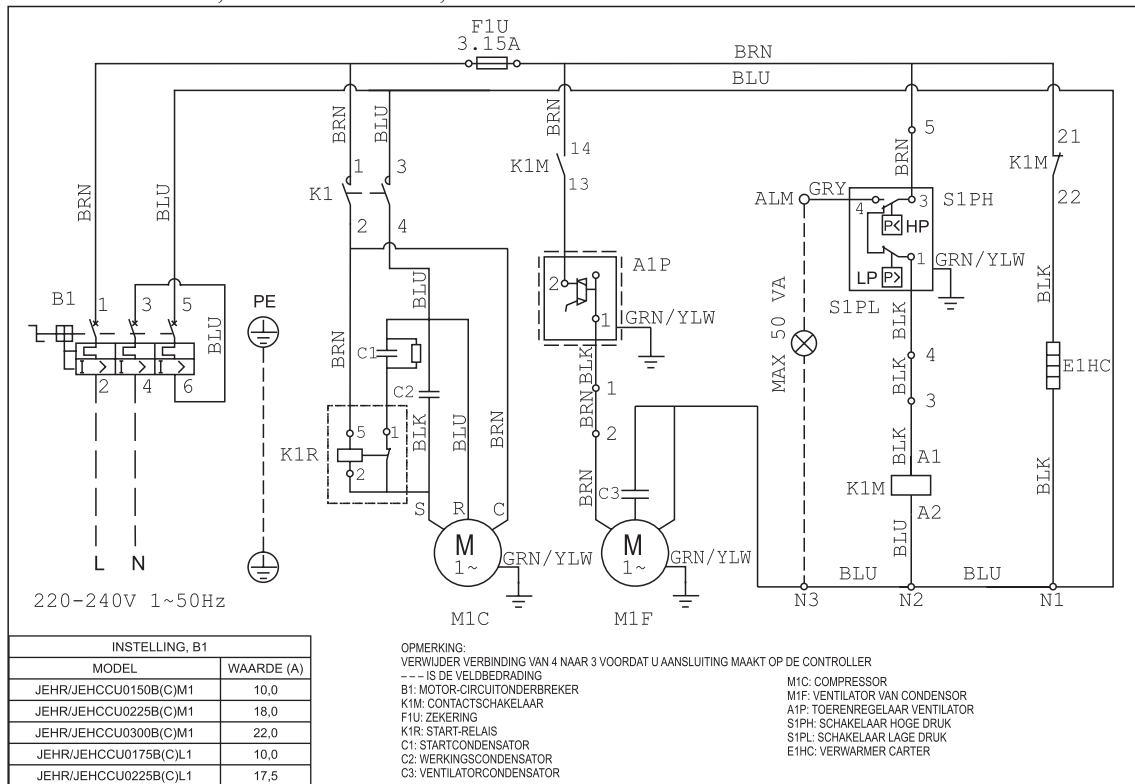 F1U
3.15A
BRN
BLU
BRN
BLU
BRN
BLU
BRN
BRN
K1
1
3
2
4
K1M
14
13
5
ALM
GRY
4
3
S1PH
P<
HP
1
GRN/YLW
LP
P>
S1PL
21
K1M
22
B1
1
3
5
BLU
I>
I>
I>
2
4
6
PE
BRN
BLU
A1P
2
1
GRN/YLW
BLK
1
BRN
2
BRN
C1
C2
BLK
BLU
BRN
K1R
5
1
2
S
R
C
M
1~
GRN/YLW
M1C
C3
M
1~
GRN/YLW
M1F
MAX 50 VA
BLK
4
BLK
3
BLK
A1
K1M
A2
BLU
BLK
E1HC
BLK
BLU
BLU
N3
N2
N1
L
N
220-240V 1~50Hz
INSTELLING, B1
MODEL WAARDE (A)
JEHR/JEHCCU0150B(C)M1 10,0
JEHR/JEHCCU0225B(C)M1 18,0
JEHR/JEHCCU0300B(C)M1 22,0
JEHR/JEHCCU0175B(C)L1 10,0
JEHR/JEHCCU0225B(C)L1 17,5
OPMERKING:
VERWIJDER VERBINDING VAN 4 NAAR 3 VOORDAT U AANSLUITING MAAKT OP DE CONTROLLER
---- IS DE VELDBEDRADING
B1: MOTOR-CIRCUITONDERBREKER
K1M: CONTACTSCHAKELAAR
F1U: ZEKERING
K1R: START-RELAIS
C1: STARTCONDENSATOR
C2: WERKINGSCONDENSATOR
C3: VENTILATORCONDENSATOR
M1C: COMPRESSOR
M1F: VENTILATOR VAN CONDENSOR
A1P: TOERENREGELAAR VENTILATOR
S1PH: SCHAKELAAR HOGE DRUK
S1PL: SCHAKELAAR LAGE DRUK
E1HC: VERWARMER CARTER